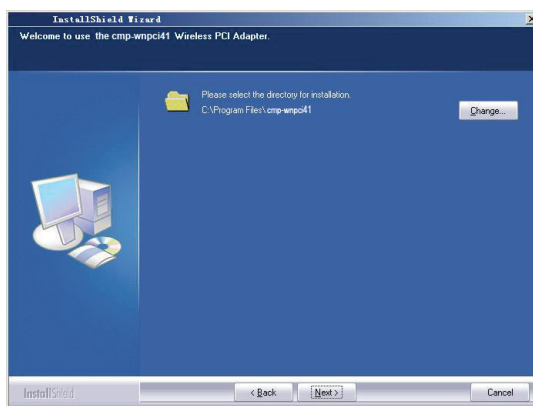 InstallShield Wizard
Welcome to use the cmp-wnpci41 Wireless PCI Adapter.
Please select the directory for installation.
C:\Program Files\cmp-wnpci41
Change...
InstallShield
< Back
Next >
Cancel